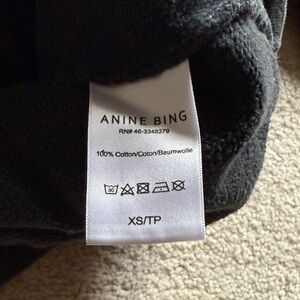 ANINE BING
RN# 46-3348279
100% Cotton/Coton/Baumwolle
XS/TP